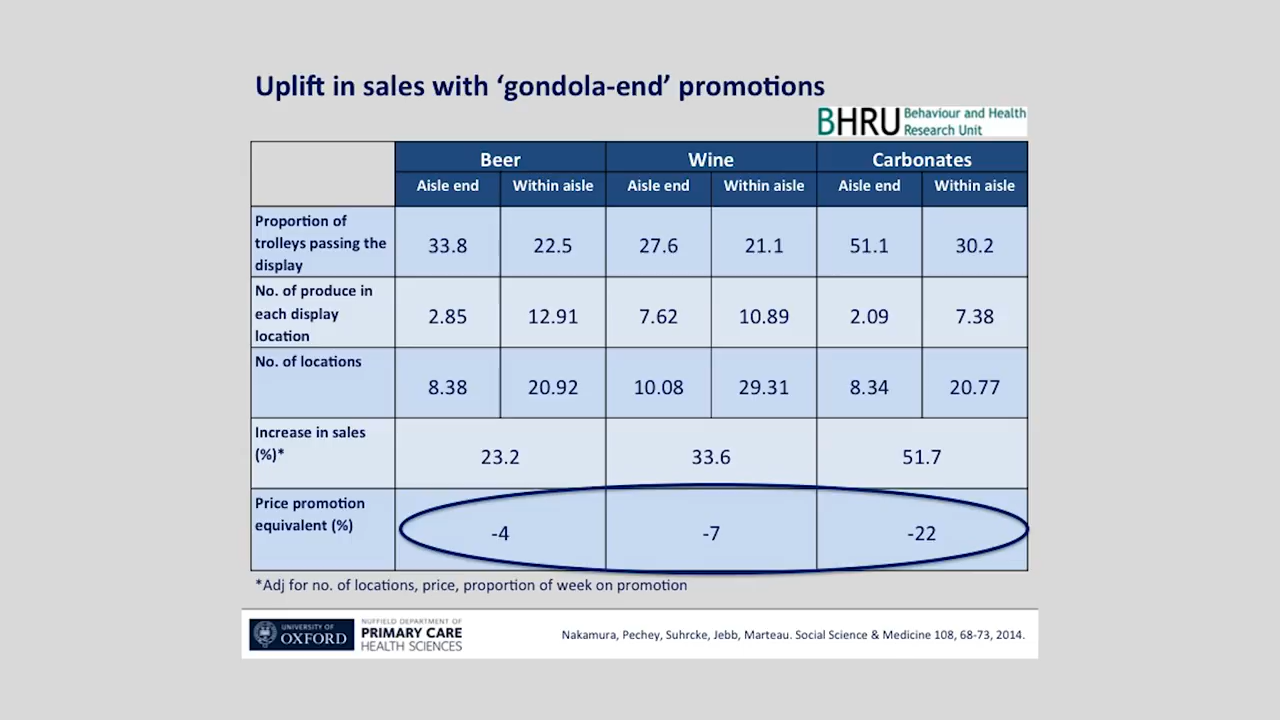 Uplift in sales with ‘gondola-end’ promotions
BHRU Behaviour and Health
Research Unit
Beer Wine Carbonates
Aisle end Within aisle Aisle end Within aisle Aisle end Within aisle
Proportion of
trolleys passing the
display
33.8 22.5 27.6 21.1 51.1 30.2
No. of produce in
each display
location
2.85 12.91 7.62 10.89 2.09 7.38
No. of locations
8.38 20.92 10.08 29.31 8.34 20.77
Increase in sales
(%)*
23.2 33.6 51.7
Price promotion
equivalent (%)
-4 -7 -22
*Adj for no. of locations, price, proportion of week on promotion
UNIVERSITY OF
OXFORD
NUFFIELD DEPARTMENT OF
PRIMARY CARE
HEALTH SCIENCES
Nakamura, Pechey, Suhrcke, Jebb, Marteau. Social Science & Medicine 108, 68-73, 2014.